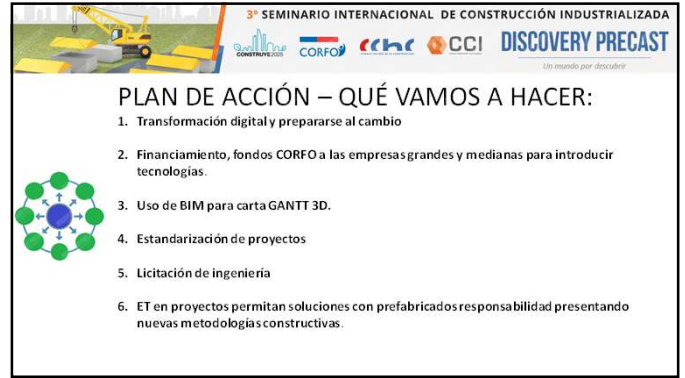 3º SEMINARIO INTERNACIONAL DE CONSTRUCCIÓN INDUSTRIALIZADA
CONSTRUYE2025 CORFO cchc CCI DISCOVERY PRECAST
Un mundo por descubrir
PLAN DE ACCIÓN – QUÉ VAMOS A HACER:
1. Transformación digital y prepararse al cambio
2. Financiamiento, fondos CORFO a las empresas grandes y medianas para introducir
tecnologías.
3. Uso de BIM para carta GANTT 3D.
4. Estandarización de proyectos
5. Licitación de ingeniería
6. ET en proyectos permitan soluciones con prefabricados responsabilidad presentando
nuevas metodologías constructivas.